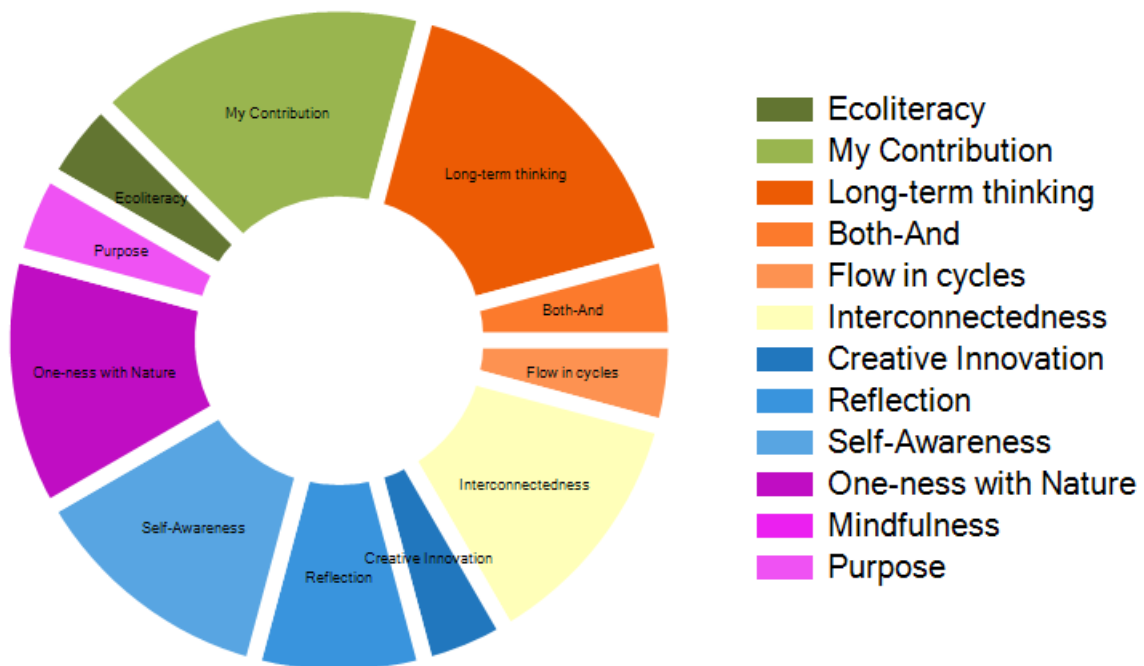 My Contribution
Long-term thinking
Ecoliteracy
Purpose
Both-And
One-ness with Nature
Flow in cycles
Interconnectedness
Self-Awareness
Creative Innovation
Reflection
Ecoliteracy
My Contribution
Long-term thinking
Both-And
Flow in cycles
Interconnectedness
Creative Innovation
Reflection
Self-Awareness
One-ness with Nature
Mindfulness
Purpose